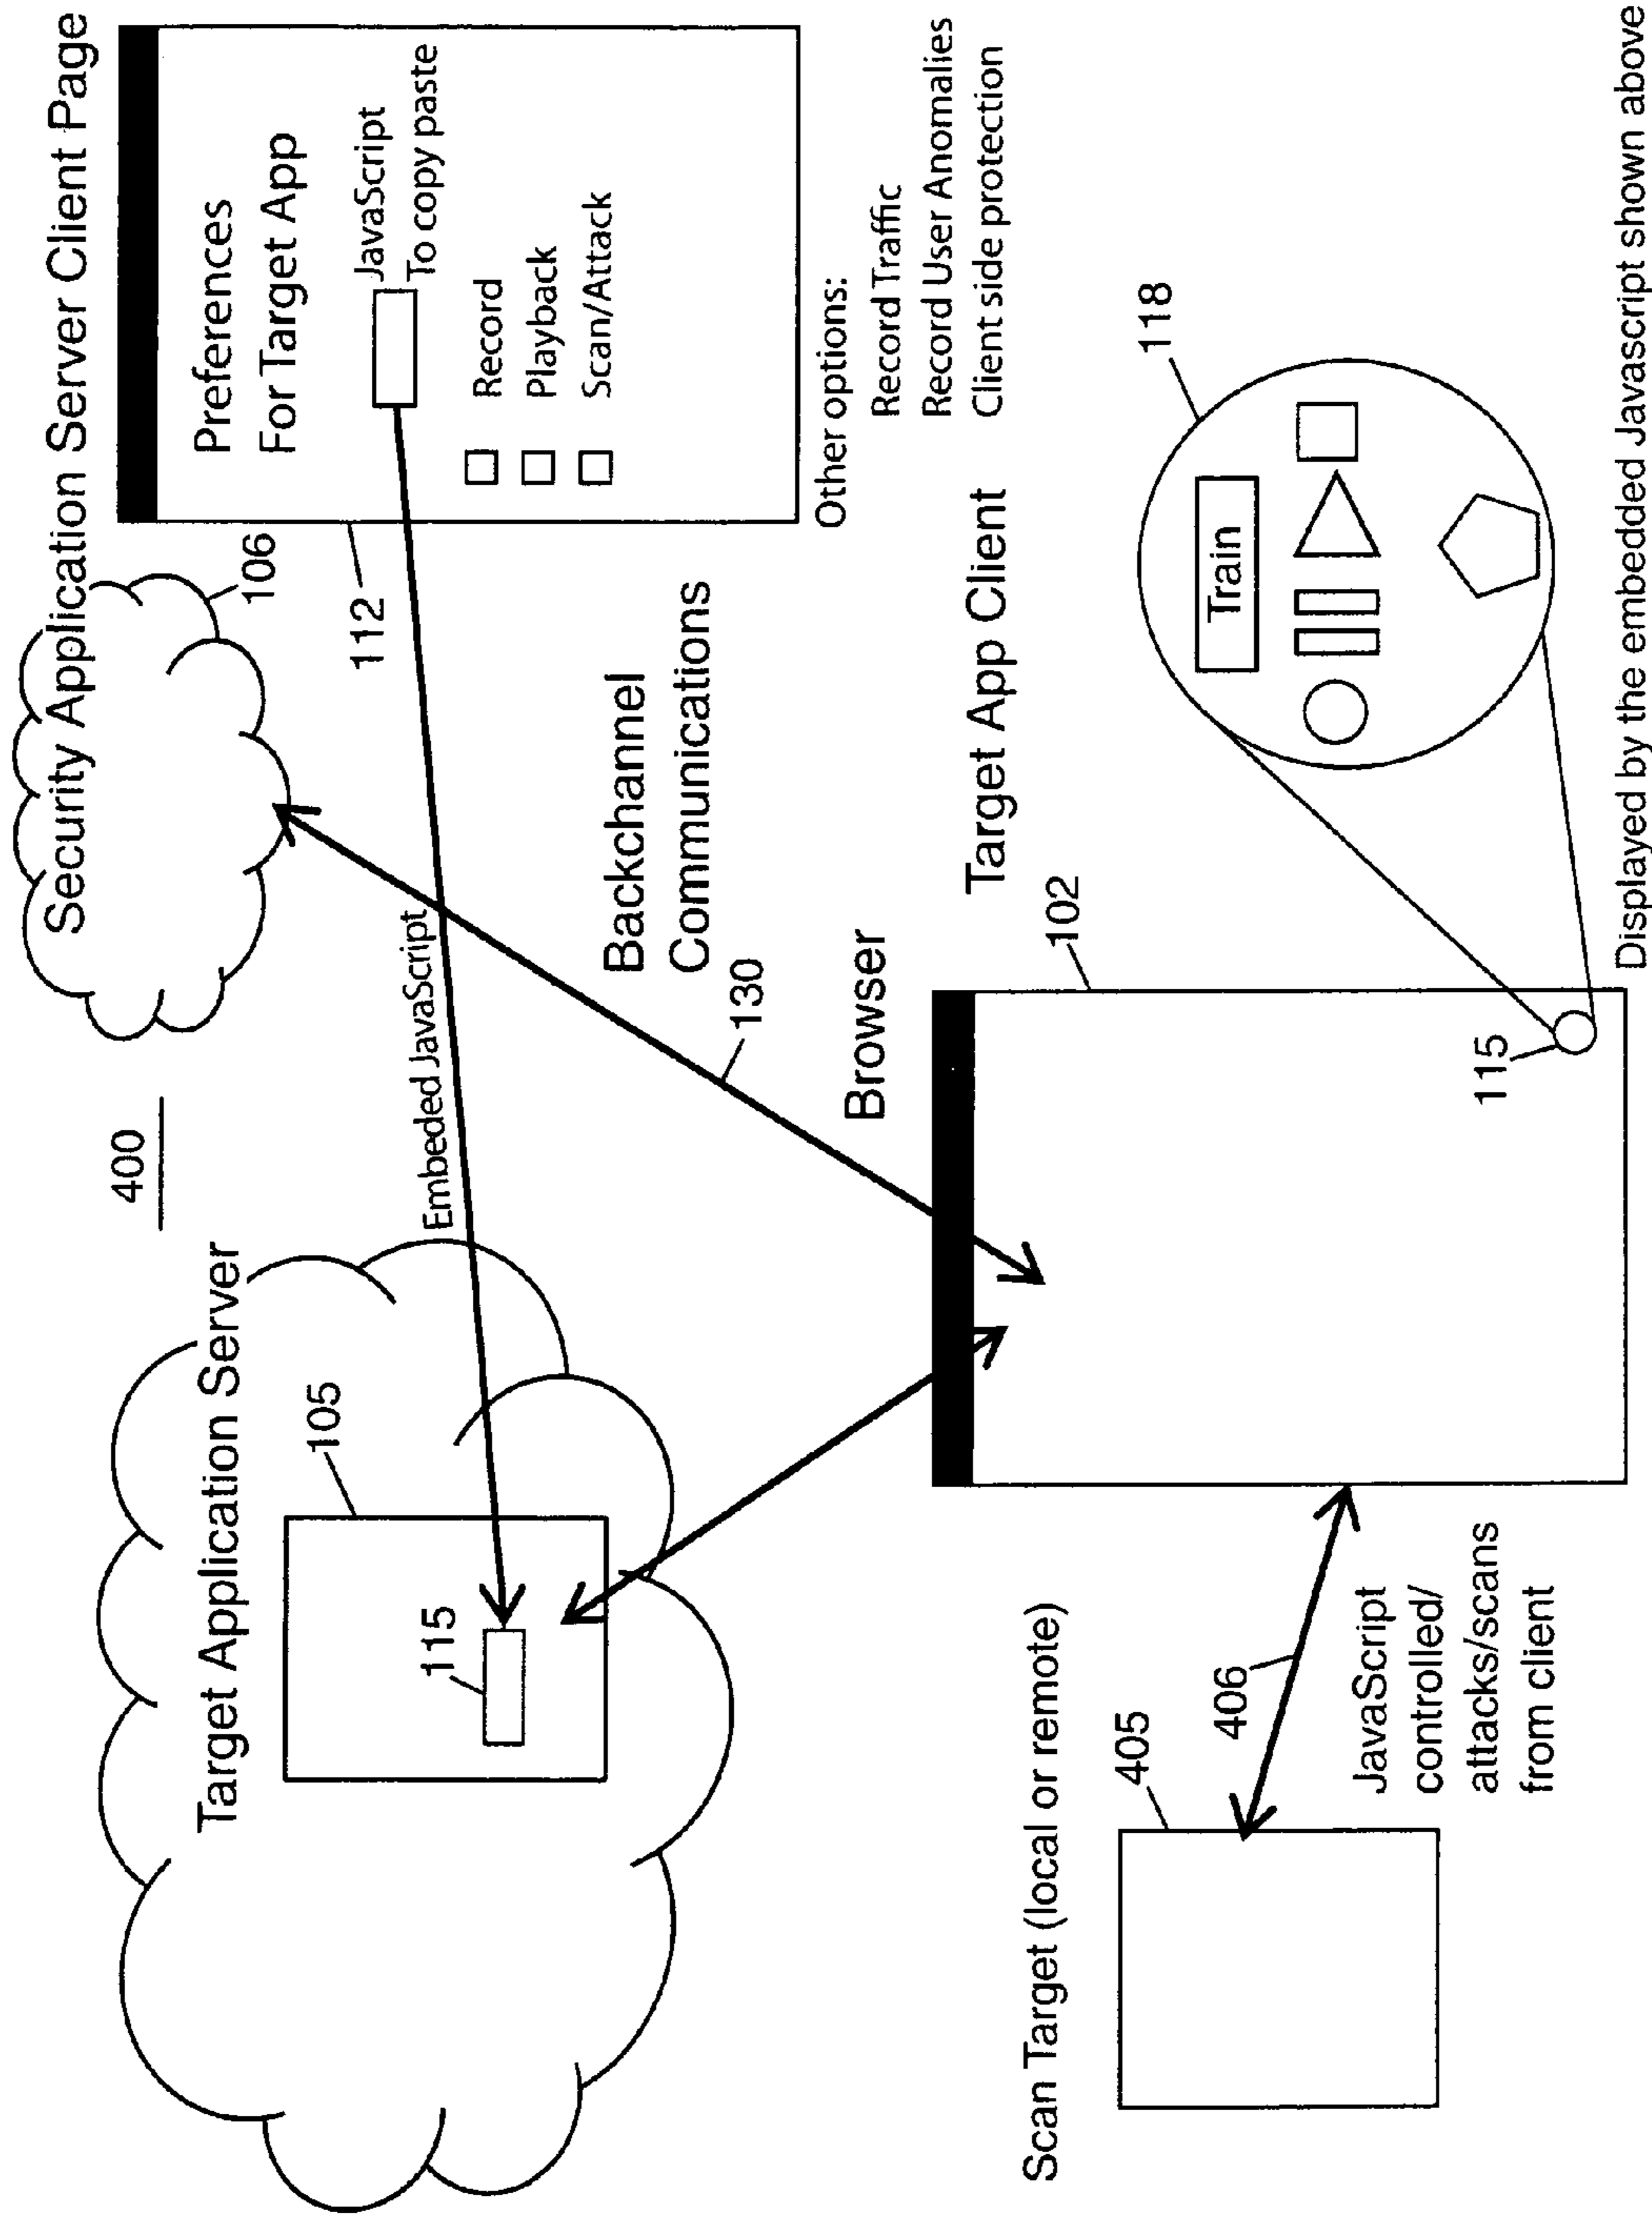 400
Target Application Server
105
115
Embeded JavaScript
Security Application Server Client Page
106
112
Preferences
For Target App
JavaScript
To copy paste
Record
Playback
Scan/Attack
Other options:
Record Traffic
Record User Anomalies
Client side protection
Backchannel
Communications
130
Browser
Target App Client
102
115
118
Train
Displayed by the embedded Javascript shown above
Scan Target (local or remote)
405
406
JavaScript
controlled/
attacks/scans
from client